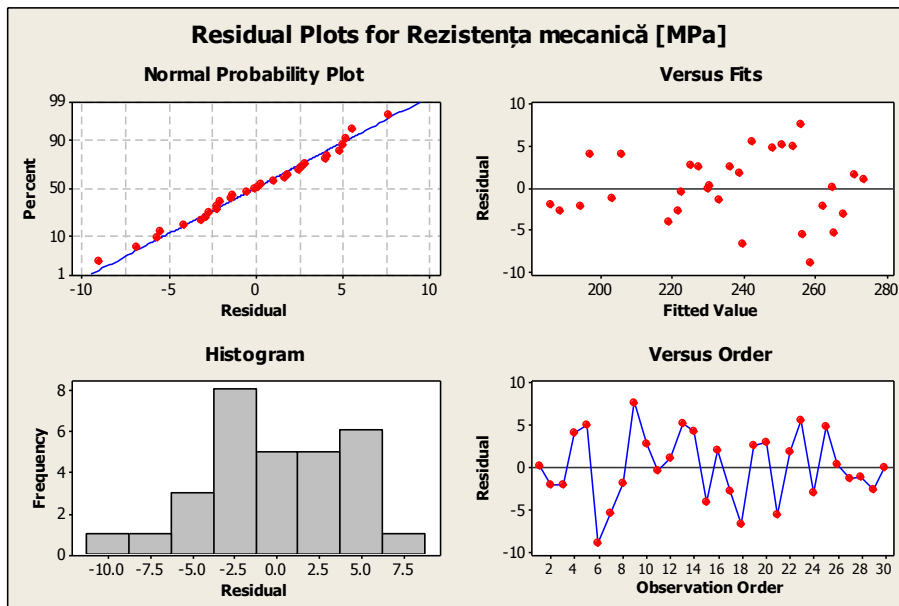 Residual Plots for Rezistența mecanică [MPa]
Normal Probability Plot
99
90
50
10
1
Percent
-10 -5 0 5 10
Residual
Versus Fits
10
5
0
-5
-10
Residual
200 220 240 260 280
Fitted Value
Histogram
8
6
4
2
0
Frequency
-10.0 -7.5 -5.0 -2.5 0.0 2.5 5.0 7.5
Residual
Versus Order
10
5
0
-5
-10
Residual
2 4 6 8 10 12 14 16 18 20 22 24 26 28 30
Observation Order